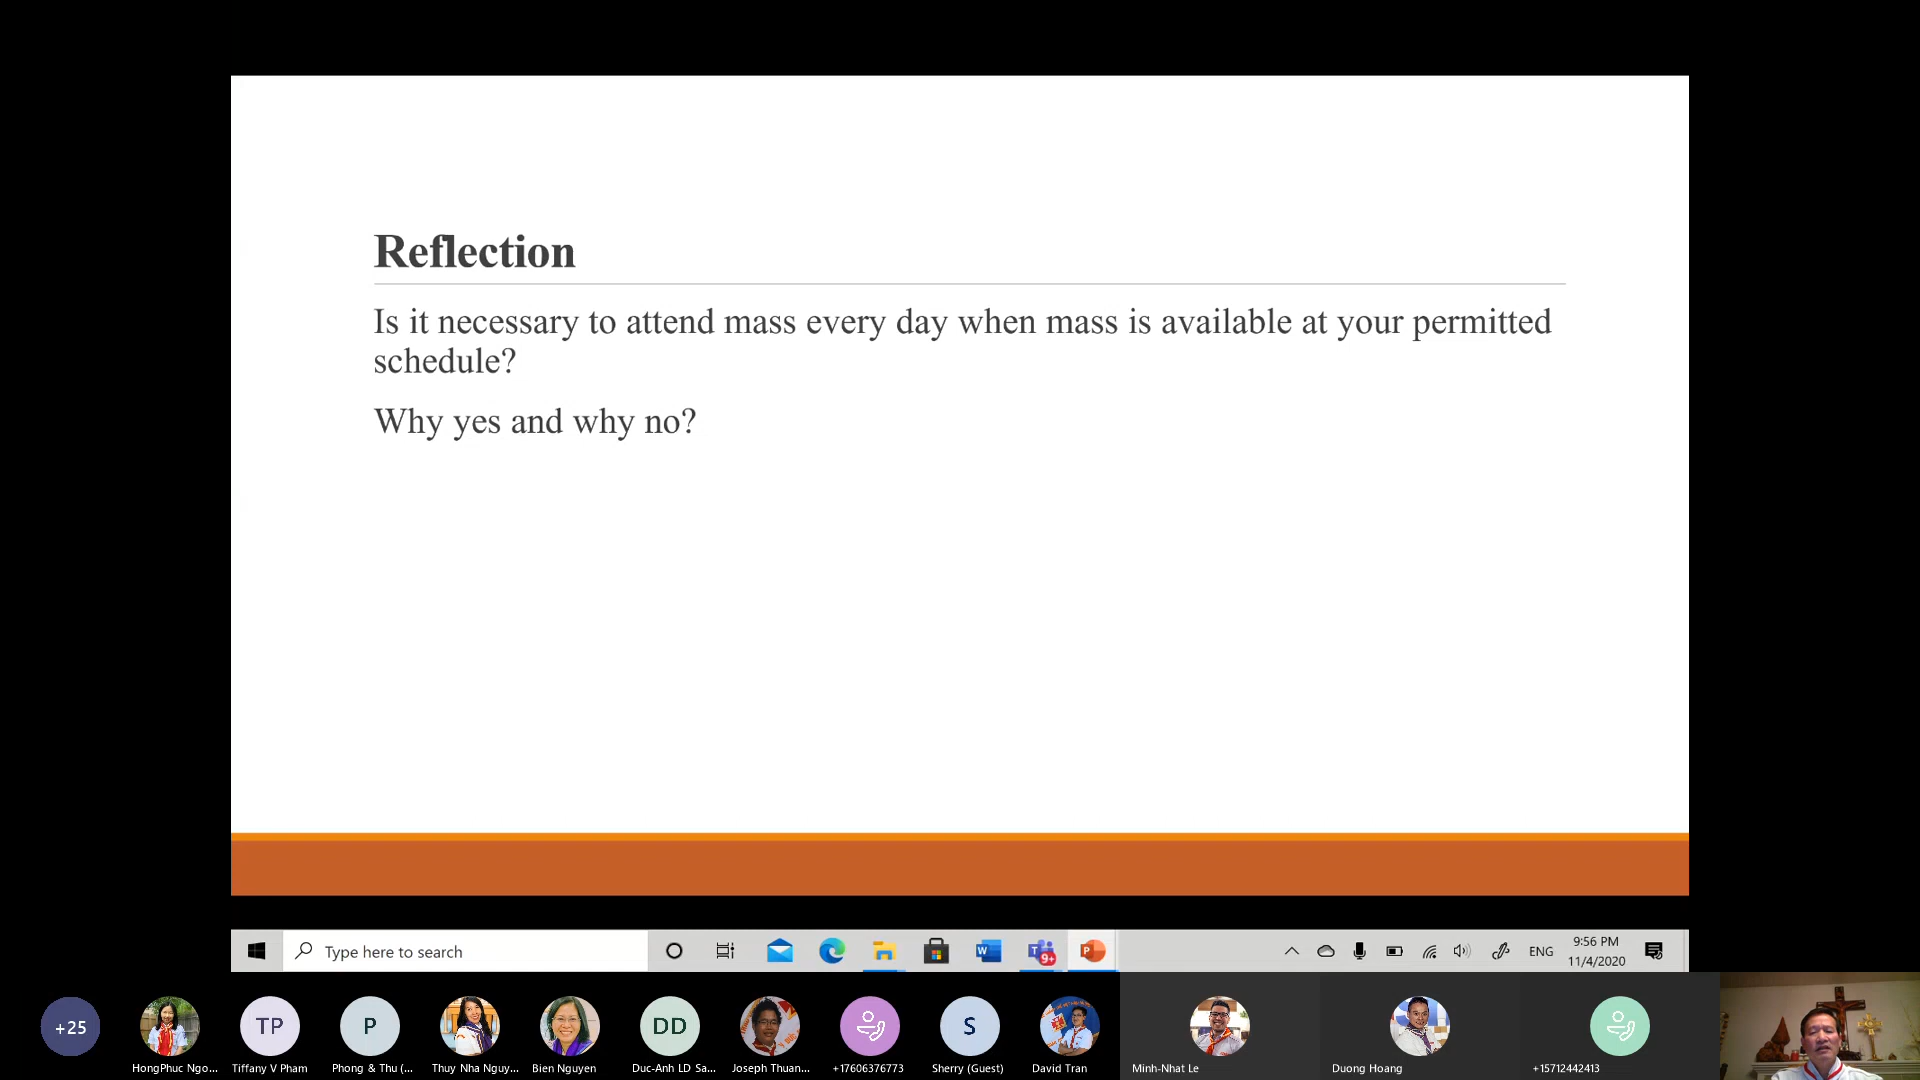 Reflection
Is it necessary to attend mass every day when mass is available at your permitted
schedule?
Why yes and why no?
Type here to search
W
T
9+
P
ENG
9:56 PM
11/4/2020
+25
TP
P
DD
S
HongPhuc Ngo...
Tiffany V Pham
Phong & Thu (...
Thuy Nha Nguy...
Bien Nguyen
Duc-Anh LD Sa...
Joseph Thuan...
+17606376773
Sherry (Guest)
David Tran
Minh-Nhat Le
Duong Hoang
+15712442413